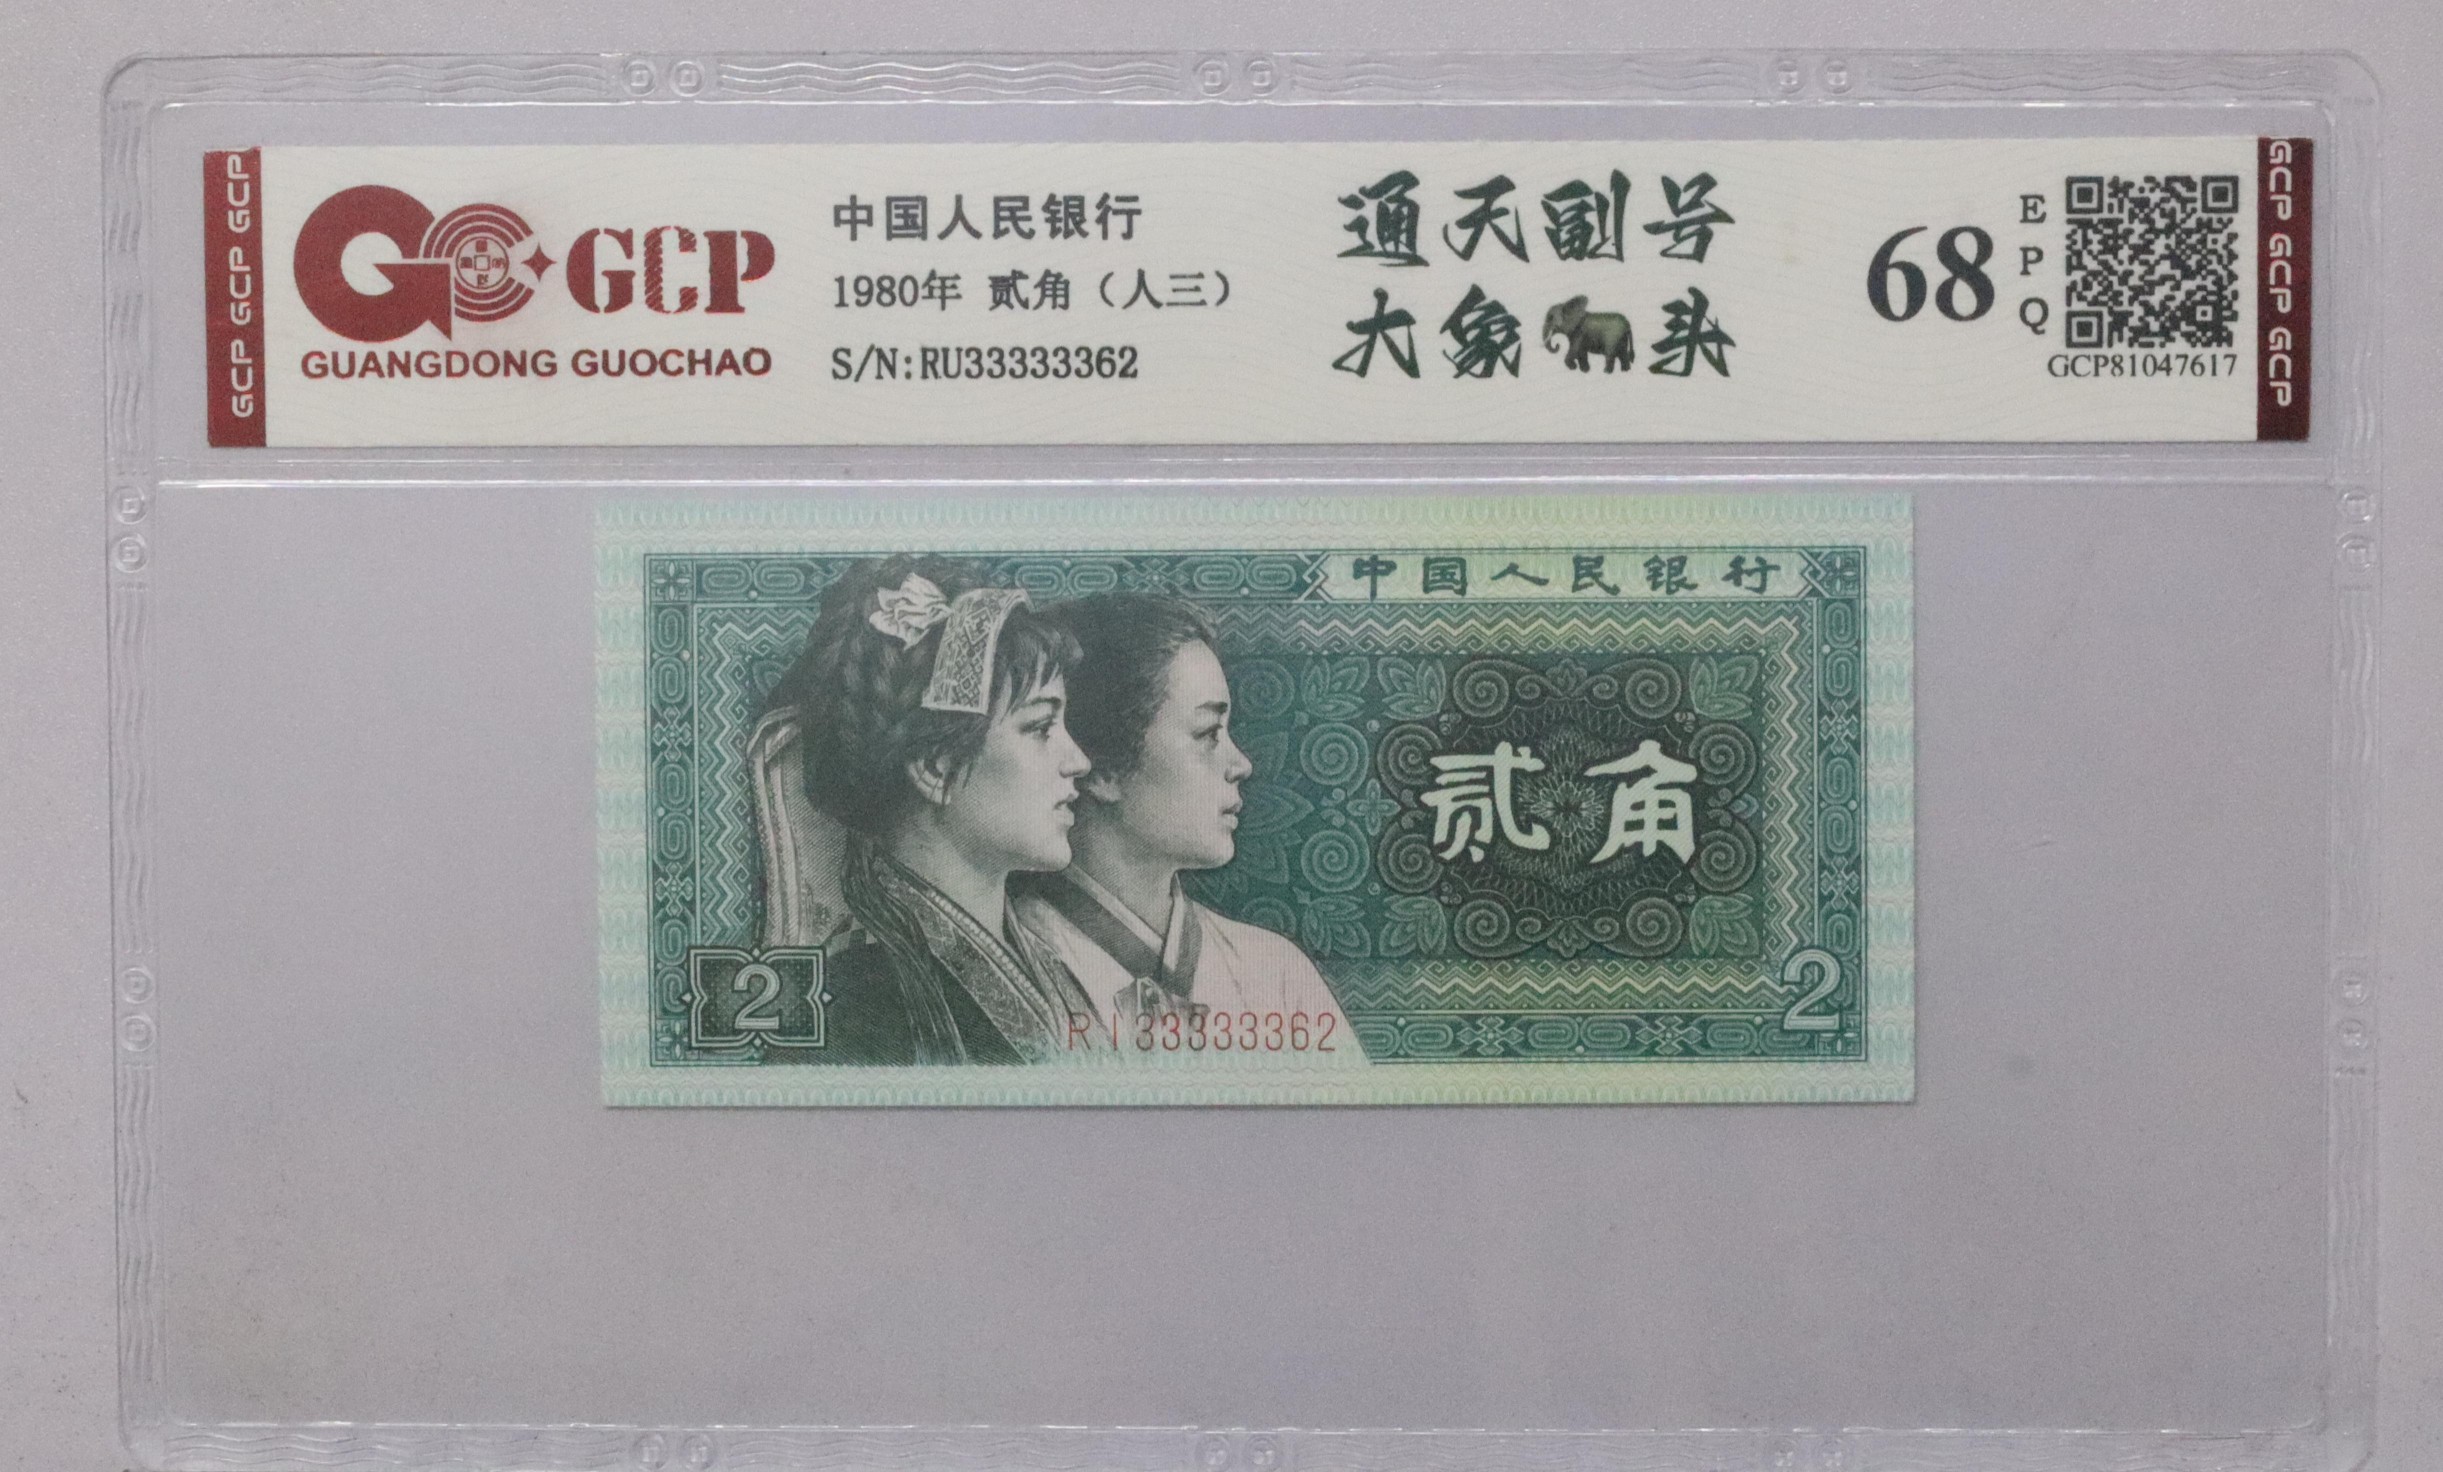 GCP GCP GCP
GCP
GUANGDONG GUOCHAO
中国人民银行
1980年 贰角（人三）
S/N:RU33333362
通天副号
大象🐘头
68
EPQ
GCP81047617
GCP GCP GCP
中国人民银行
贰角
2
2
RI33333362